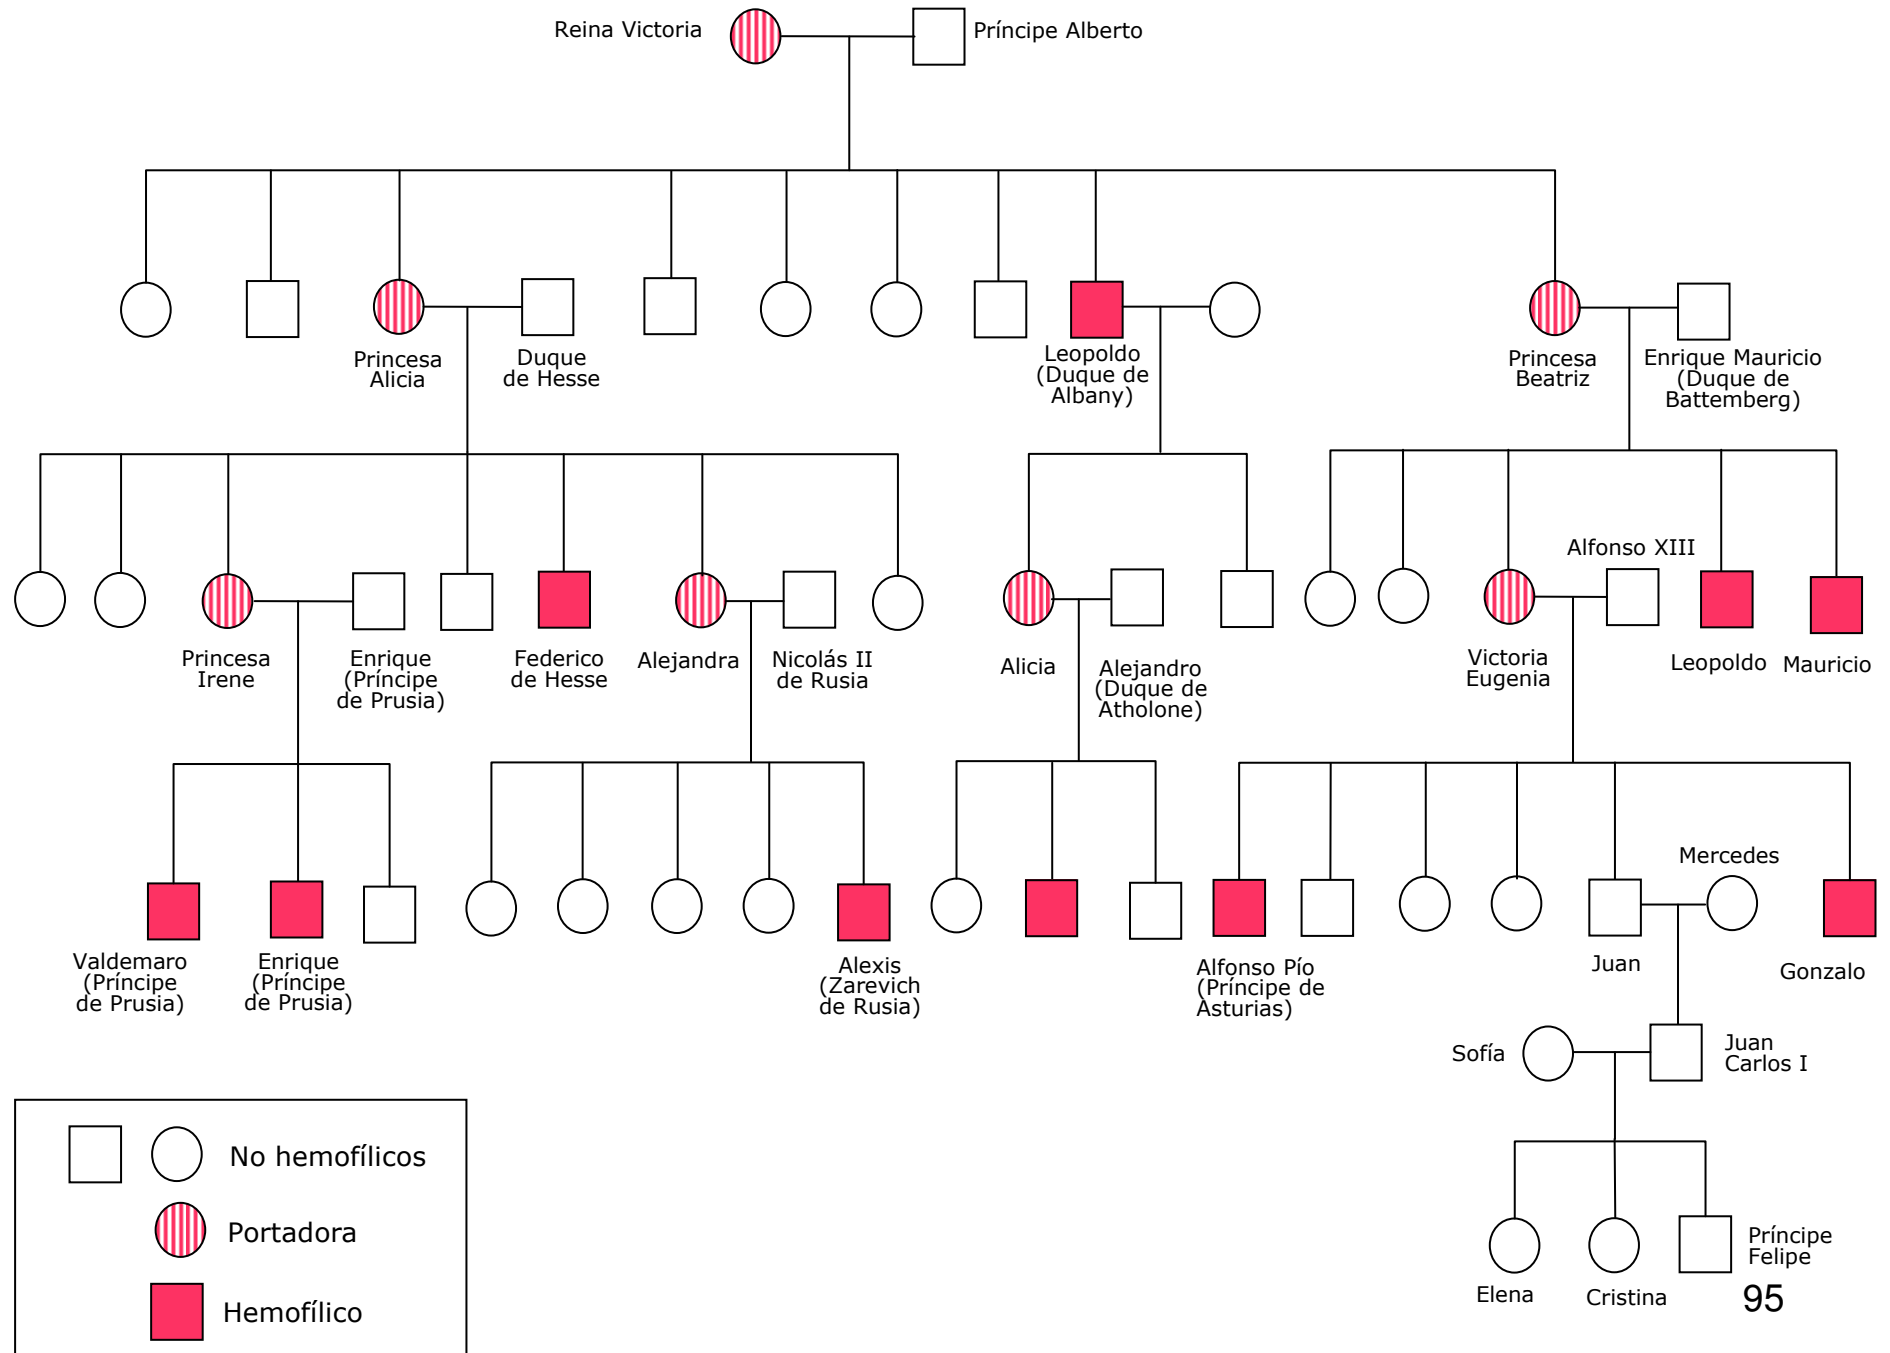 Reina Victoria
Príncipe Alberto
Princesa
Alicia
Duque
de Hesse
Leopoldo
(Duque de
Albany)
Princesa
Beatriz
Enrique Mauricio
(Duque de
Battemberg)
Alfonso XIII
Princesa
Irene
Enrique
(Príncipe
de Prusia)
Federico
de Hesse
Alejandra
Nicolás II
de Rusia
Alicia
Alejandro
(Duque de
Atholone)
Victoria
Eugenia
Leopoldo
Mauricio
Mercedes
Valdemaro
(Príncipe
de Prusia)
Enrique
(Príncipe
de Prusia)
Alexis
(Zarevich
de Rusia)
Alfonso Pío
(Príncipe de
Asturias)
Juan
Gonzalo
Sofía
Juan
Carlos I
No hemofílicos
Portadora
Hemofílico
Elena
Cristina
Príncipe
Felipe
95